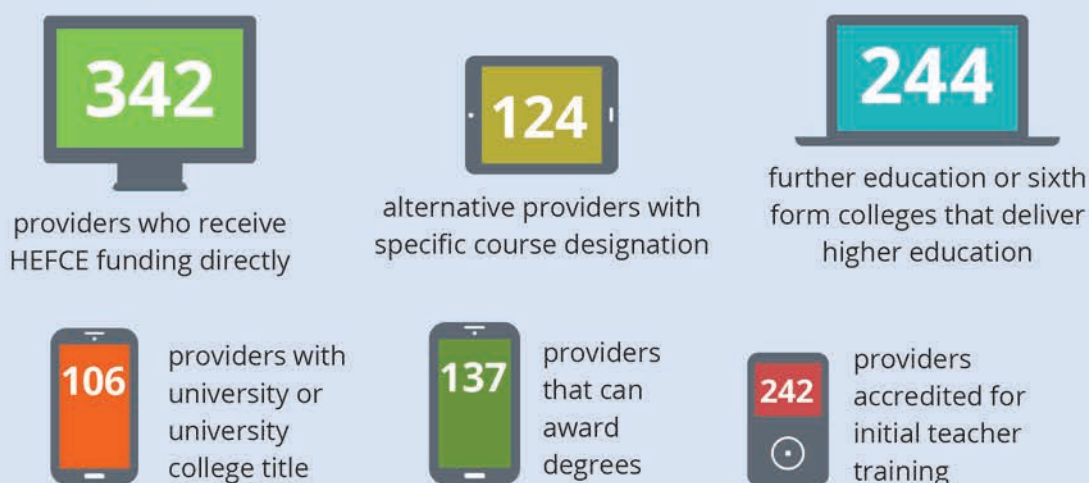 342
providers who receive
HEFCE funding directly
124
alternative providers with
specific course designation
244
further education or sixth
form colleges that deliver
higher education
106
providers with
university or
university
college title
137
providers
that can
award
degrees
242
providers
accredited for
initial teacher
training